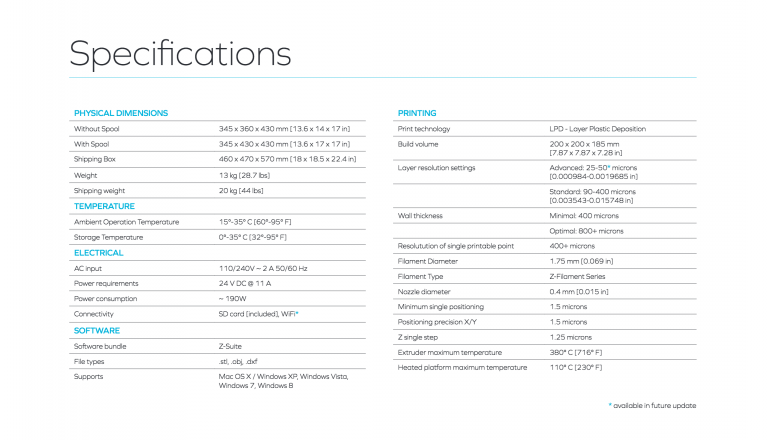 Specifications
PHYSICAL DIMENSIONS
Without Spool 345 x 360 x 430 mm [13.6 x 14 x 17 in]
With Spool 345 x 430 x 430 mm [13.6 x 17 x 17 in]
Shipping Box 460 x 470 x 570 mm [18 x 18.5 x 22.4 in]
Weight 13 kg [28.7 lbs]
Shipping weight 20 kg [44 lbs]
TEMPERATURE
Ambient Operation Temperature 15°-35° C [60°-95° F]
Storage Temperature 0°-35° C [32°-95° F]
ELECTRICAL
AC input 110/240V ~ 2 A 50/60 Hz
Power requirements 24 V DC @ 11 A
Power consumption ~ 190W
Connectivity SD card [included], WiFi*
SOFTWARE
Software bundle Z-Suite
File types .stl, .obj, .dxf
Supports Mac OS X / Windows XP, Windows Vista,
Windows 7, Windows 8
PRINTING
Print technology LPD - Layer Plastic Deposition
Build volume 200 x 200 x 185 mm
[7.87 x 7.87 x 7.28 in]
Layer resolution settings Advanced: 25-50* microns
[0.000984-0.0019685 in]
Standard: 90-400 microns
[0.003543-0.015748 in]
Wall thickness Minimal: 400 microns
Optimal: 800+ microns
Resolutution of single printable point 400+ microns
Filament Diameter 1.75 mm [0.069 in]
Filament Type Z-Filament Series
Nozzle diameter 0.4 mm [0.015 in]
Minimum single positioning 1.5 microns
Positioning precision X/Y 1.5 microns
Z single step 1.25 microns
Extruder maximum temperature 380° C [716° F]
Heated platform maximum temperature 110° C [230° F]
* available in future update